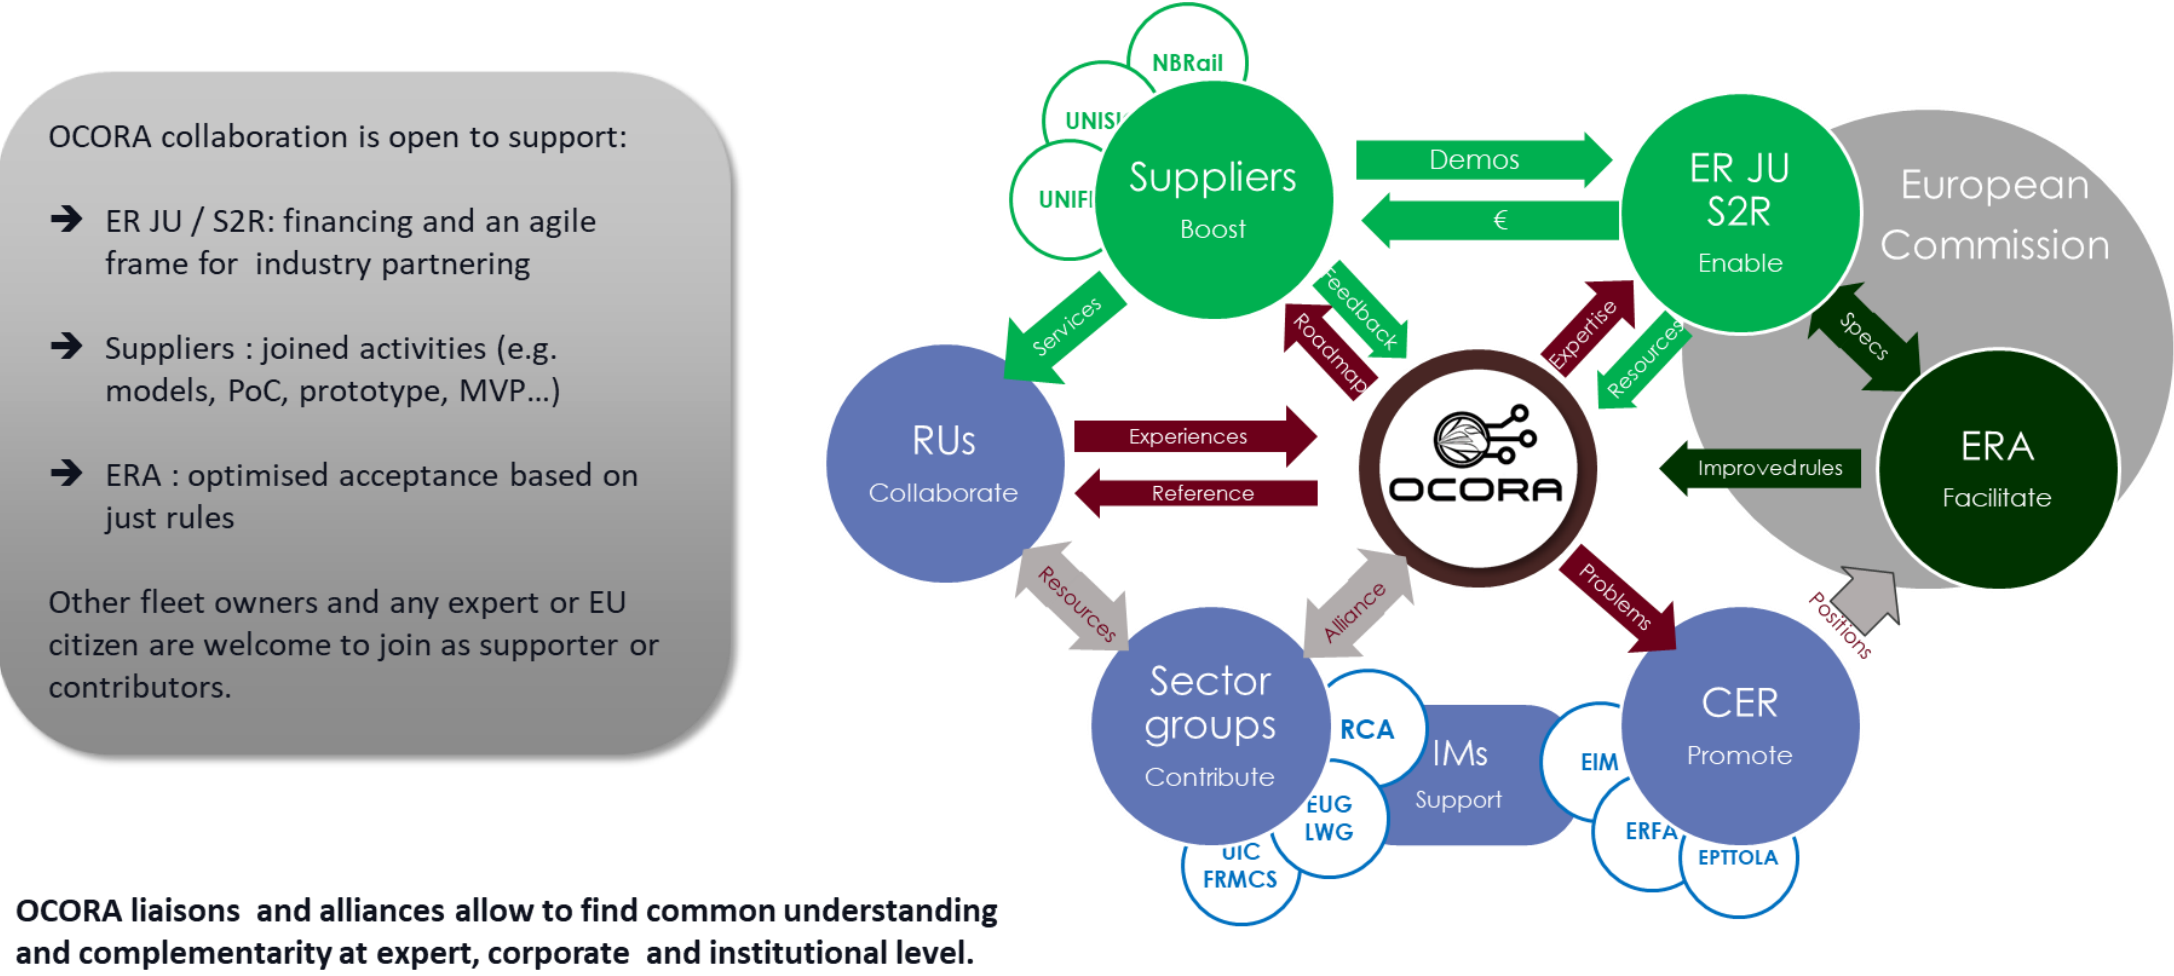 OCORA collaboration is open to support:
➔ ER JU / S2R: financing and an agile
frame for industry partnering
➔ Suppliers : joined activities (e.g.
models, PoC, prototype, MVP...)
➔ ERA : optimised acceptance based on
just rules
Other fleet owners and any expert or EU
citizen are welcome to join as supporter or
contributors.
OCORA liaisons and alliances allow to find common understanding
and complementarity at expert, corporate and institutional level.
NBRail
UNISI
UNIFI
Suppliers
Boost
Demos
€
ER JU
S2R
Enable
European
Commission
Services
Feedback
Roadmap
Expertise
Resources
Specs
RUs
Collaborate
Experiences
Reference
OCORA
Improved rules
ERA
Facilitate
Resources
Alliance
Problems
Positions
Sector
groups
Contribute
RCA
EUG
LWG
UIC
FRMCS
IMs
Support
EIM
ERFA
EPTTOLA
CER
Promote